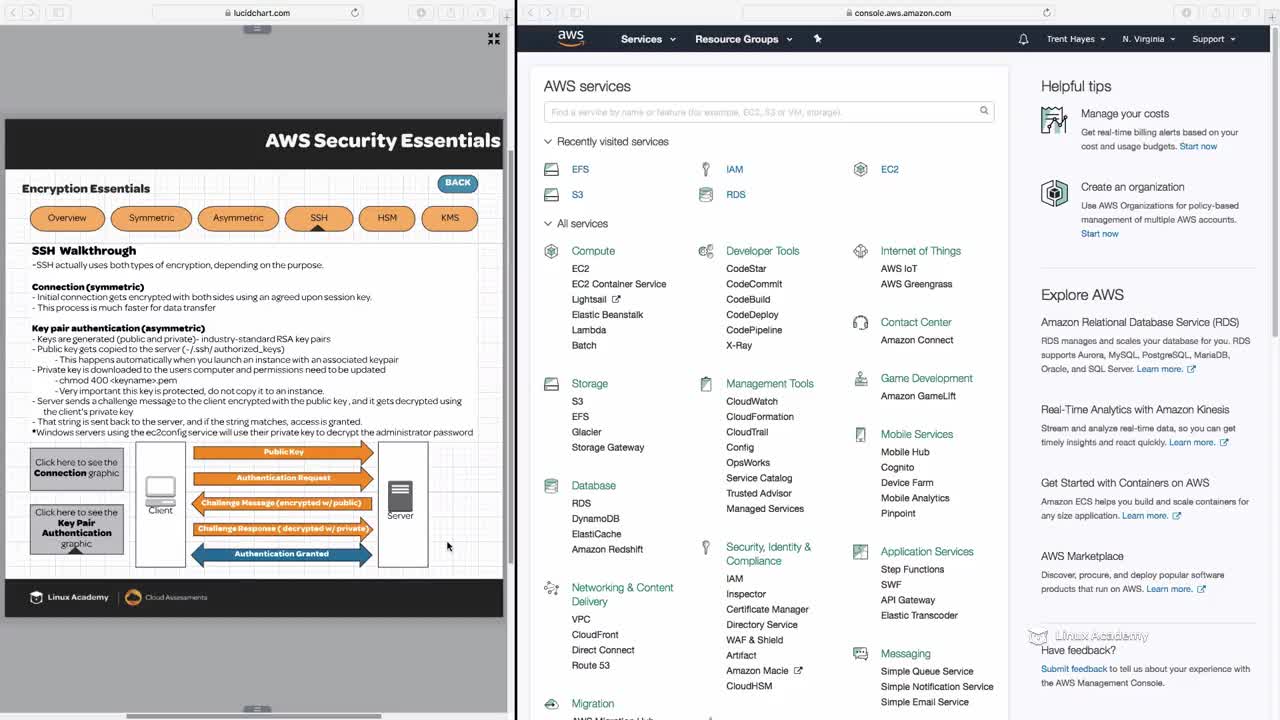 lucidchart.com
AWS Security Essentials
Encryption Essentials
BACK
Overview
Symmetric
Asymmetric
SSH
HSM
KMS
SSH Walkthrough
-SSH actually uses both types of encryption, depending on the purpose.
Connection (symmetric)
- Initial connection gets encrypted with both sides using an agreed upon session key.
- This process is much faster for data transfer
Key pair authentication (asymmetric)
- Keys are generated (public and private)- industry-standard RSA key pairs
- Public key gets copied to the server (~/.ssh/ authorized_keys)
- This happens automatically when you launch an instance with an associated keypair
- Private key is downloaded to the users computer and permissions need to be updated
- chmod 400 <keyname>.pem
- Very important this key is protected, do not copy it to an instance.
- Server sends a challenge message to the client encrypted with the public key , and it gets decrypted using
the client's private key
- That string is sent back to the server, and if the string matches, access is granted.
*Windows servers using the ec2config service will use their private key to decrypt the administrator password
Click here to see the
Connection graphic
Click here to see the
Key Pair
Authentication
graphic
Client
Public Key
Authentication Request
Challenge Message (encrypted w/ public)
Challenge Response ( decrypted w/ private)
Authentication Granted
Server
Linux Academy
Cloud Assessments
console.aws.amazon.com
aws
Services
Resource Groups
Trent Hayes
N. Virginia
Support
AWS services
Find a service by name or feature (for example, EC2, S3 or VM, storage).
Recently visited services
EFS
IAM
EC2
S3
RDS
All services
Compute
EC2
EC2 Container Service
Lightsail
Elastic Beanstalk
Lambda
Batch
Storage
S3
EFS
Glacier
Storage Gateway
Database
RDS
DynamoDB
ElastiCache
Amazon Redshift
Networking & Content
Delivery
VPC
CloudFront
Direct Connect
Route 53
Migration
AWS Migration Hub
Developer Tools
CodeStar
CodeCommit
CodeBuild
CodeDeploy
CodePipeline
X-Ray
Management Tools
CloudWatch
CloudFormation
CloudTrail
Config
OpsWorks
Service Catalog
Trusted Advisor
Managed Services
Security, Identity &
Compliance
IAM
Inspector
Certificate Manager
Directory Service
WAF & Shield
Artifact
Amazon Macie
CloudHSM
Internet of Things
AWS IoT
AWS Greengrass
Contact Center
Amazon Connect
Game Development
Amazon GameLift
Mobile Services
Mobile Hub
Cognito
Device Farm
Mobile Analytics
Pinpoint
Application Services
Step Functions
SWF
API Gateway
Elastic Transcoder
Messaging
Simple Queue Service
Simple Notification Service
Simple Email Service
Helpful tips
Manage your costs
Get real-time billing alerts based on your
cost and usage budgets. Start now
Create an organization
Use AWS Organizations for policy-based
management of multiple AWS accounts.
Start now
Explore AWS
Amazon Relational Database Service (RDS)
RDS manages and scales your database for you. RDS
supports Aurora, MySQL, PostgreSQL, MariaDB,
Oracle, and SQL Server. Learn more.
Real-Time Analytics with Amazon Kinesis
Stream and analyze real-time data, so you can get
timely insights and react quickly. Learn more.
Get Started with Containers on AWS
Amazon ECS helps you build and scale containers for
any size application. Learn more.
AWS Marketplace
Discover, procure, and deploy popular software
products that run on AWS. Learn more.
Linux Academy
Have feedback?
Submit feedback to tell us about your experience with
the AWS Management Console.